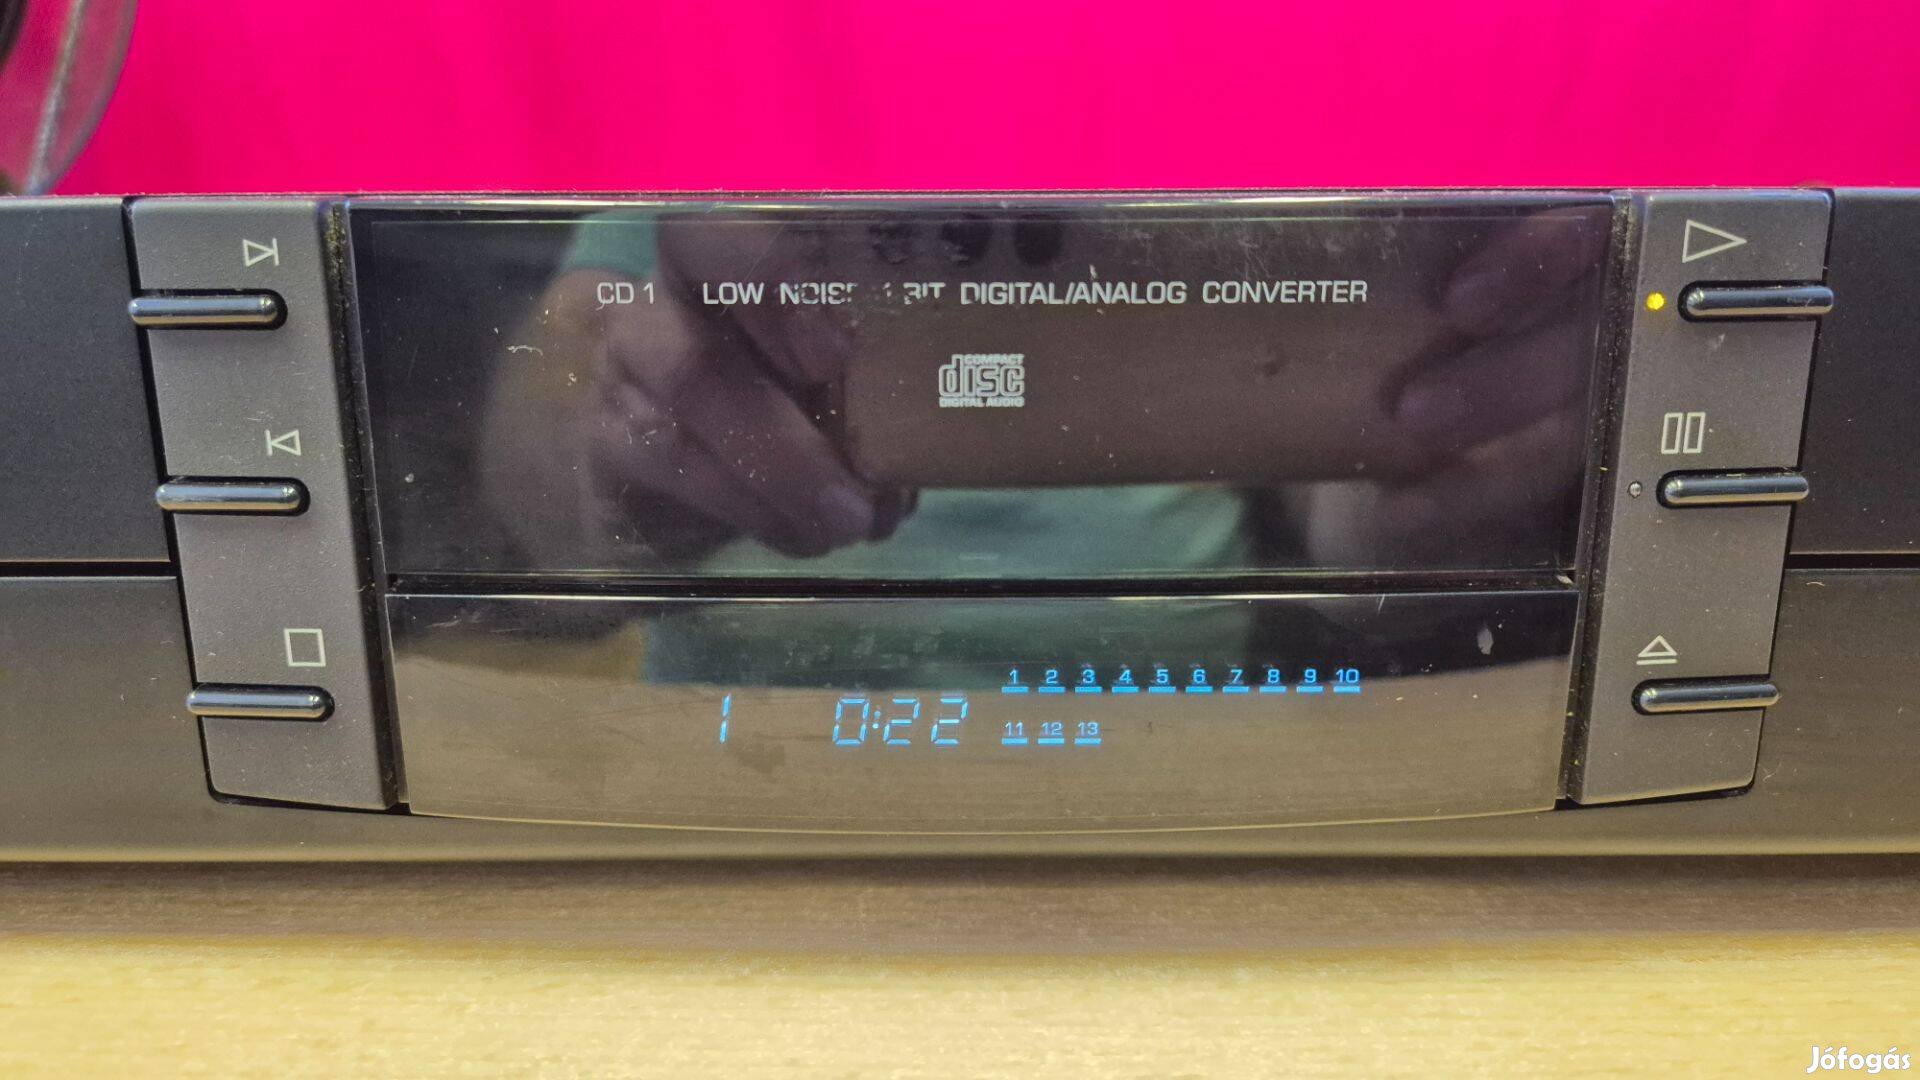 CD 1 LOW DIGITAL/ANALOG CONVERTER
COMPACT
disc
DIGITAL AUDIO
1 2 3 4 5 6 7 8 9 10
1 0:22
11 12 13
Jófogás